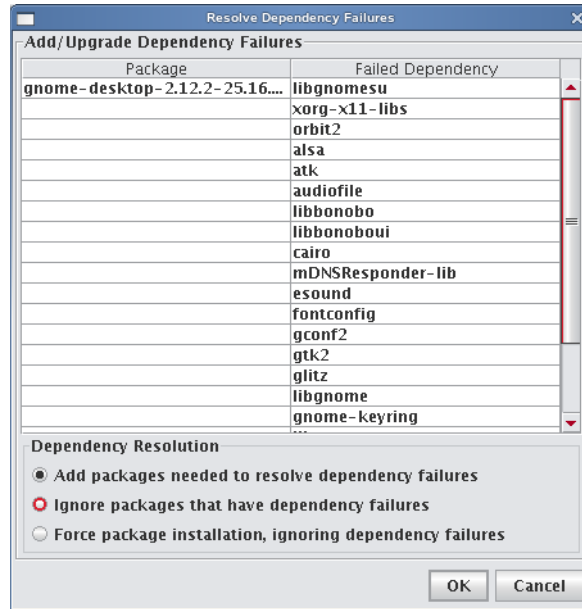 Resolve Dependency Failures
Add/Upgrade Dependency Failures
Package Failed Dependency
gnome-desktop-2.12.2-25.16.... libgnomesu
xorg-x11-libs
orbit2
alsa
atk
audiofile
libbonobo
libbonoboui
cairo
mDNSResponder-lib
esound
fontconfig
gconf2
gtk2
glitz
libgnome
gnome-keyring
Dependency Resolution
Add packages needed to resolve dependency failures
Ignore packages that have dependency failures
Force package installation, ignoring dependency failures
OK Cancel